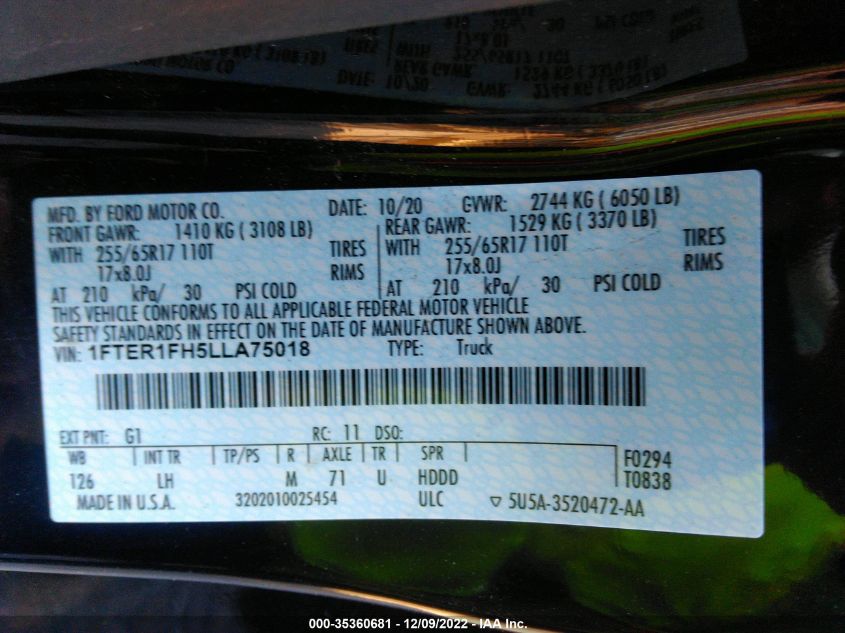 MFD. BY FORD MOTOR CO. DATE: 10/20 GVWR: 2744 KG ( 6050 LB)
FRONT GAWR: 1410 KG ( 3108 LB) REAR GAWR: 1529 KG ( 3370 LB)
WITH 255/65R17 110T TIRES WITH 255/65R17 110T TIRES
17x8.0J RIMS 17x8.0J RIMS
AT 210 kPa/ 30 PSI COLD AT 210 kPa/ 30 PSI COLD
THIS VEHICLE CONFORMS TO ALL APPLICABLE FEDERAL MOTOR VEHICLE
SAFETY STANDARDS IN EFFECT ON THE DATE OF MANUFACTURE SHOWN ABOVE.
VIN: 1FTER1FH5LLA75018 TYPE: Truck
EXT PNT: G1 RC: 11 DSO:
WB INT TR TP/PS R AXLE TR SPR F0294
126 LH M 71 U HDDD T0838
MADE IN U.S.A. 3202010025454 ULC 5U5A-3520472-AA
000-35360681 - 12/09/2022 - IAA Inc.